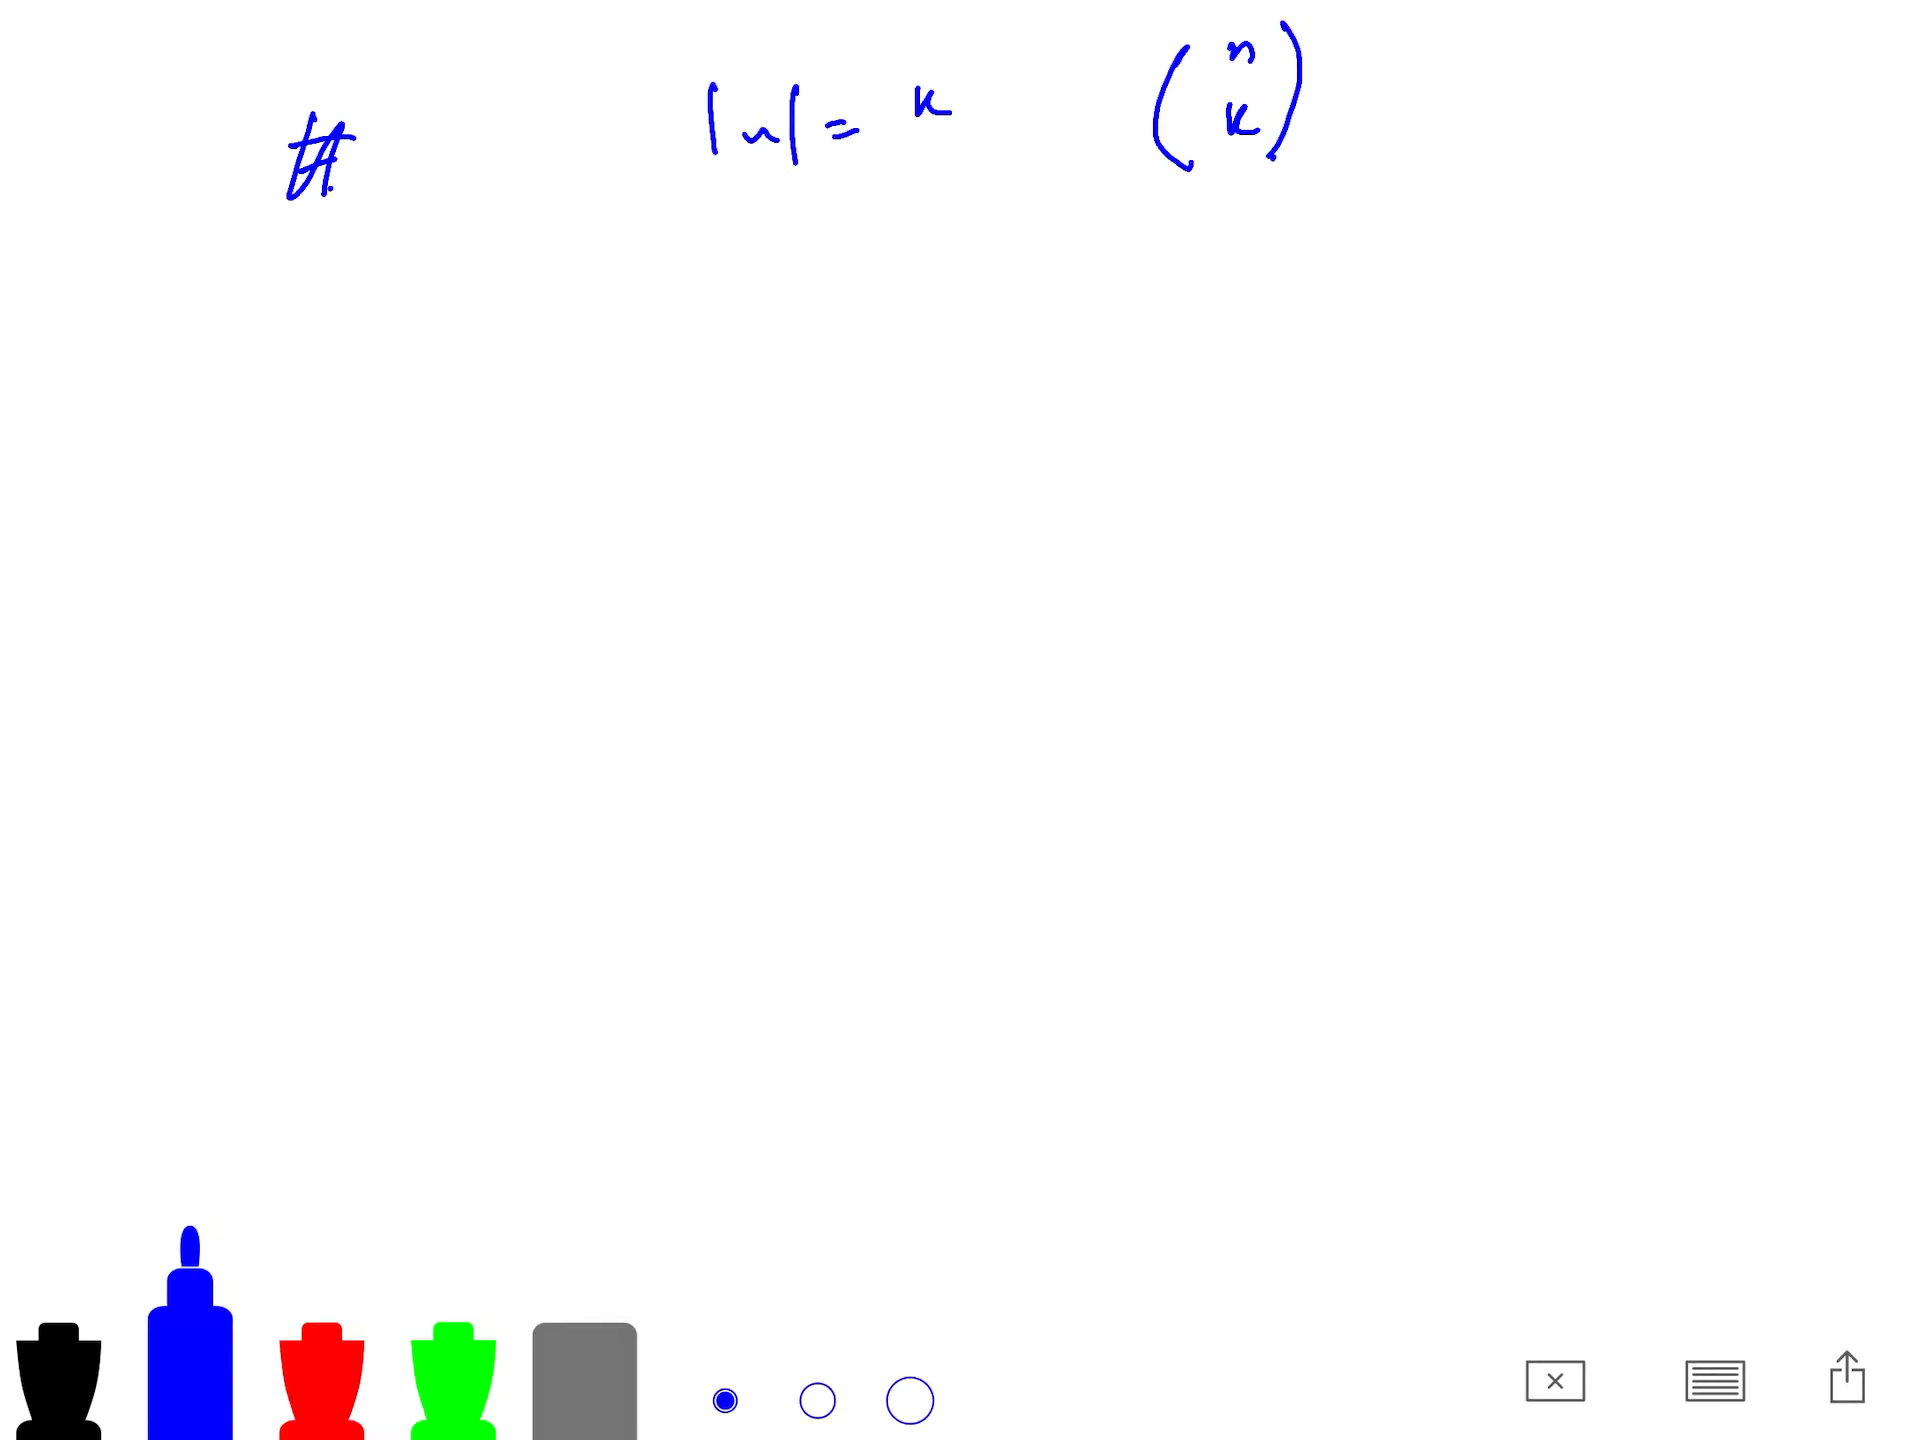 # |u| = k (n
k)